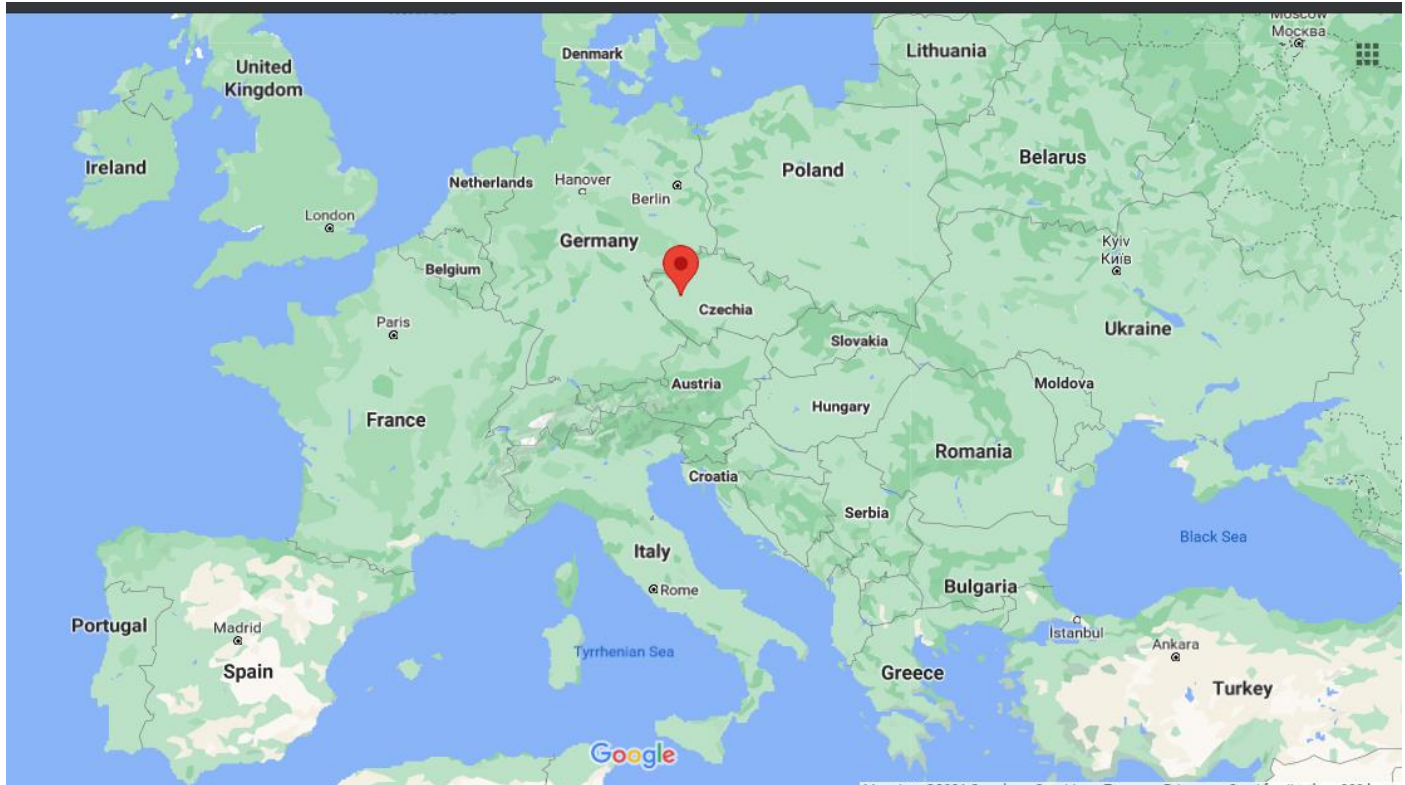 Moscow
Москва
Denmark
Lithuania
United
Kingdom
Ireland
Belarus
Poland
Netherlands
Hanover
Berlin
London
Germany
Kyiv
Київ
Belgium
Czechia
Paris
Ukraine
Slovakia
Austria
Moldova
Hungary
France
Romania
Croatia
Serbia
Black Sea
Italy
Bulgaria
Rome
Portugal
Madrid
İstanbul
Tyrrhenian Sea
Ankara
Spain
Greece
Turkey
Google